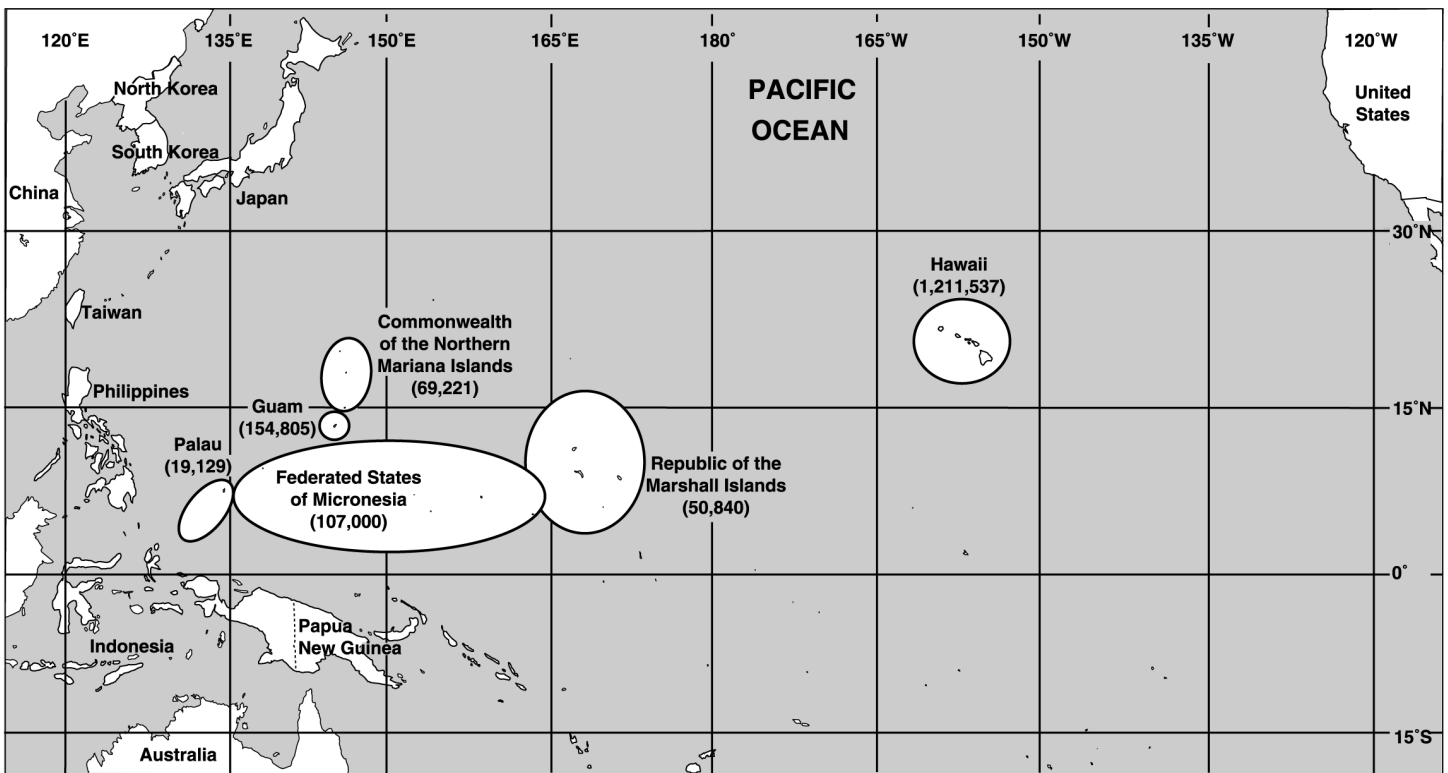 120˚E
135˚E
150˚E
165˚E
180˚
165˚W
150˚W
135˚W
120˚W
PACIFIC
OCEAN
United
States
North Korea
South Korea
China
Japan
30˚N
Hawaii
(1,211,537)
Taiwan
Commonwealth
of the Northern
Mariana Islands
(69,221)
Philippines
Guam
(154,805)
15˚N
Palau
(19,129)
Federated States
of Micronesia
(107,000)
Republic of the
Marshall Islands
(50,840)
0˚
Papua
New Guinea
Indonesia
15˚S
Australia